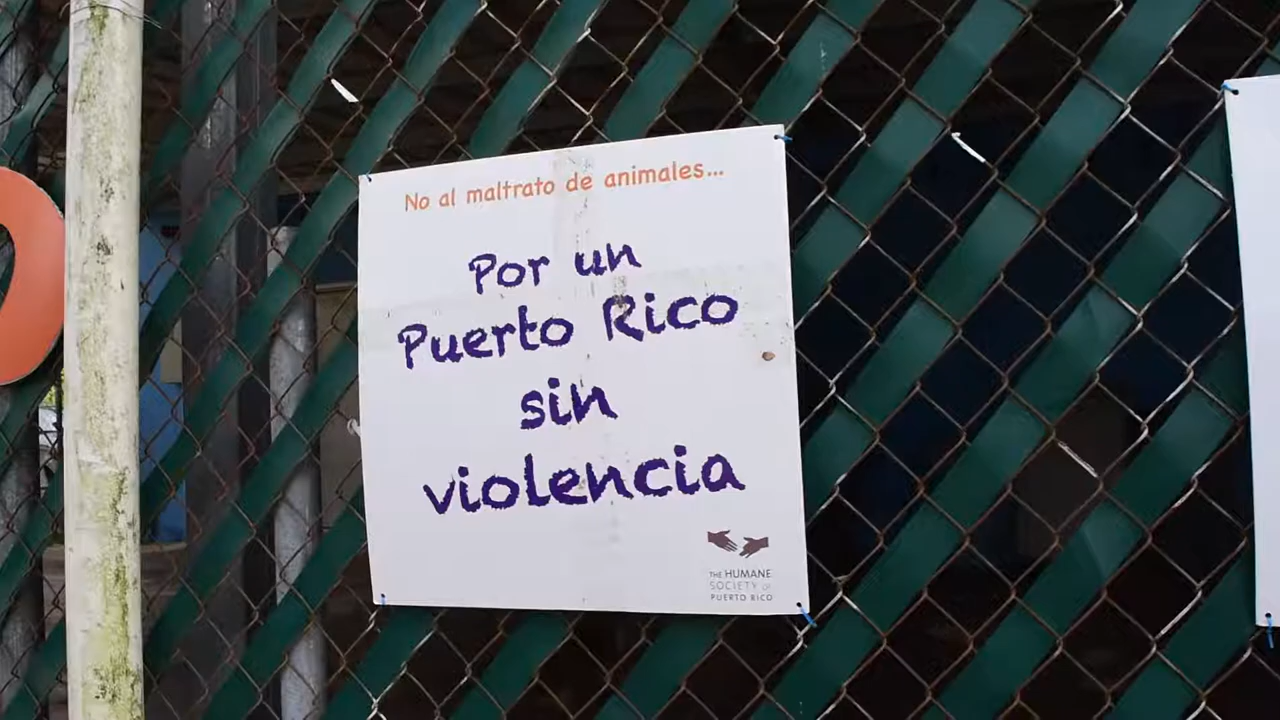 No al maltrato de animales...
Por un
Puerto Rico
sin
violencia
THE HUMANE
SOCIETY OF
PUERTO RICO